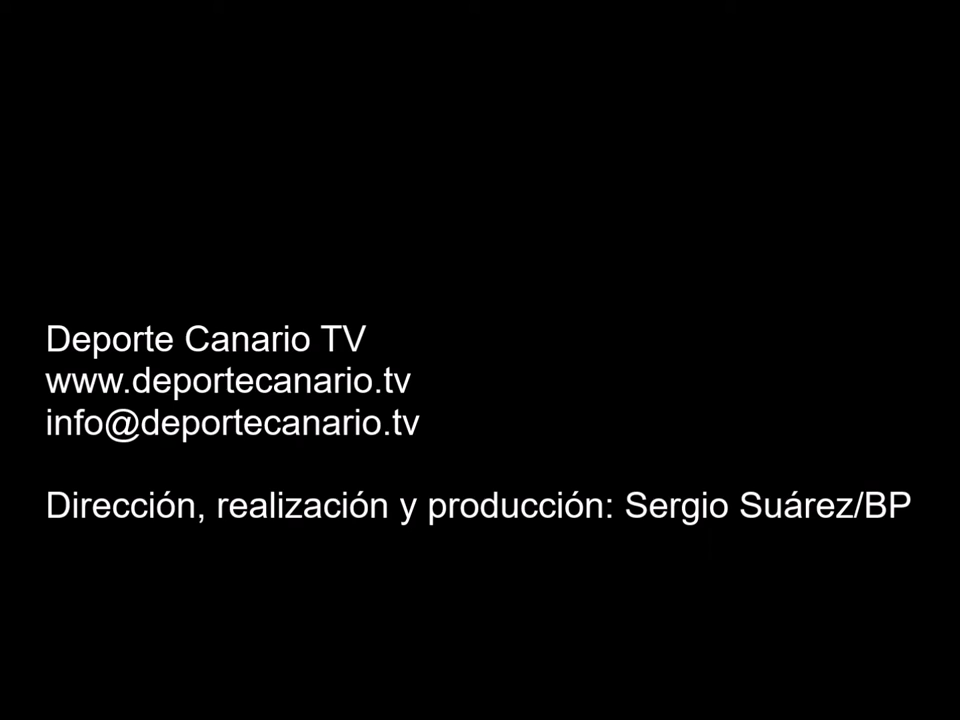 Deporte Canario TV
www.deportecanario.tv
info@deportecanario.tv
Dirección, realización y producción: Sergio Suárez/BP